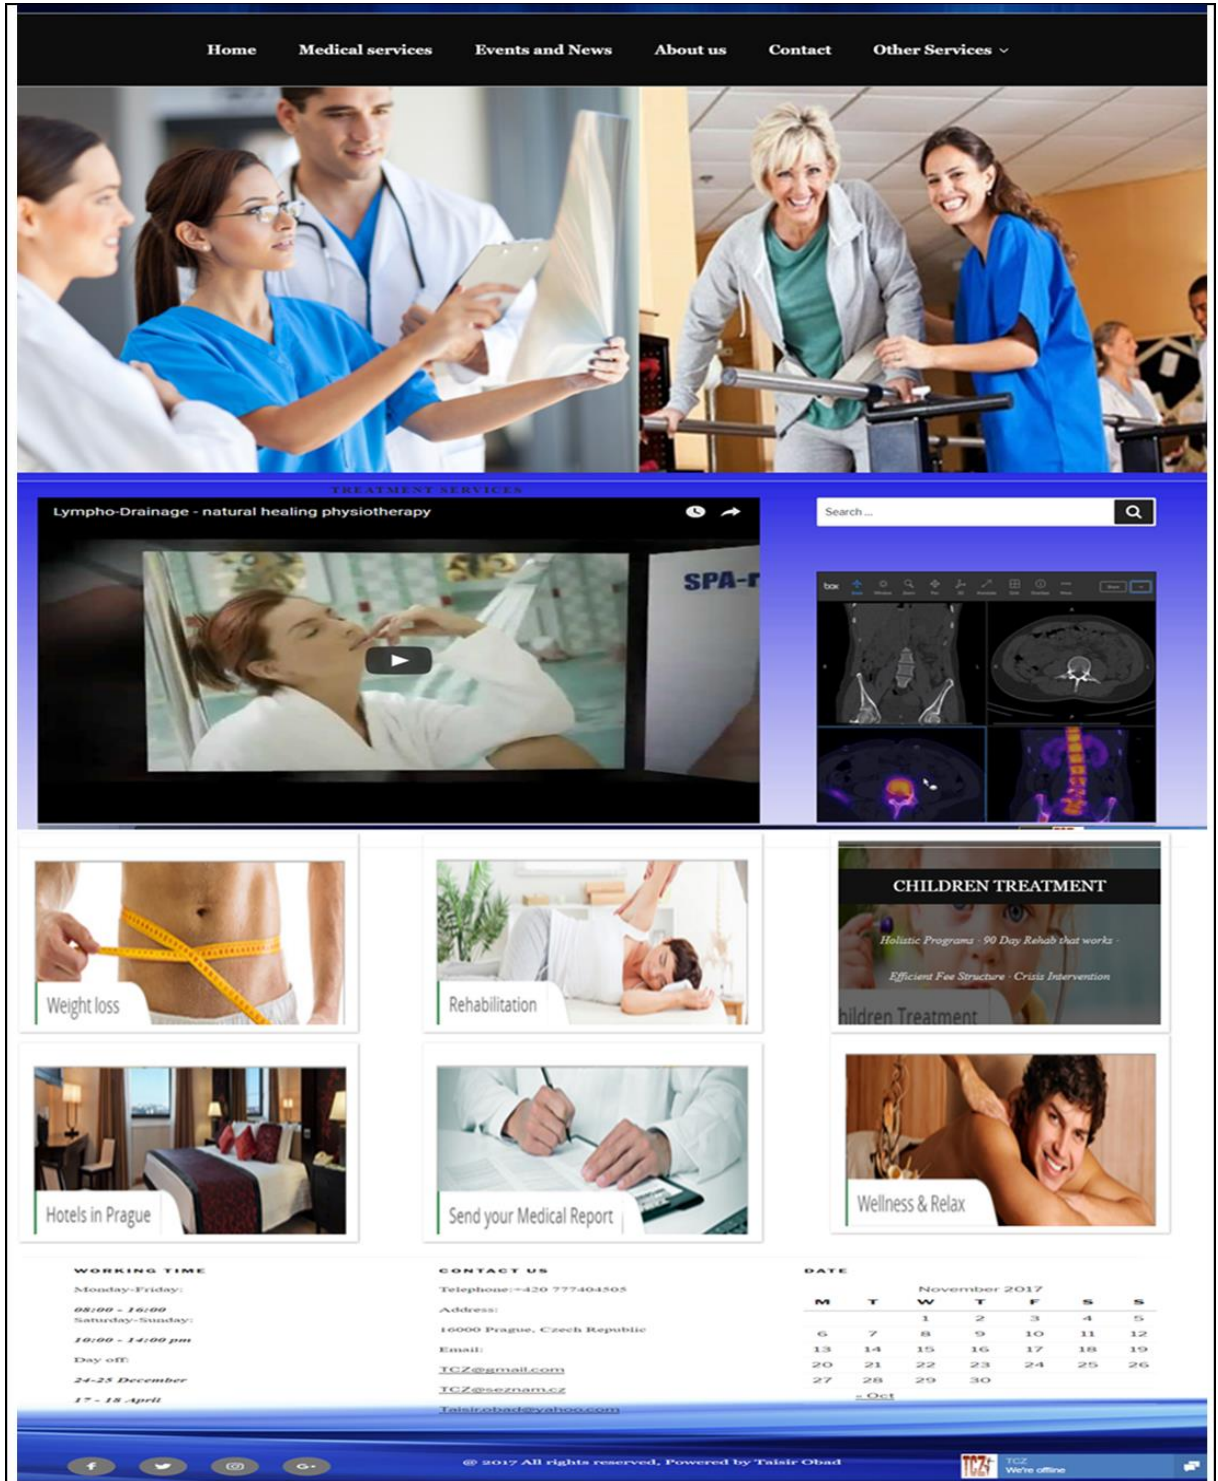 Home Medical services Events and News About us Contact Other Services
TREATMENT SERVICES
Lympho-Drainage - natural healing physiotherapy
Search ...
SPA-r
box
Weight loss
Rehabilitation
CHILDREN TREATMENT
Holistic Programs · 90 Day Rehab that works ·
Efficient Fee Structure · Crisis Intervention
hildren Treatment
Hotels in Prague
Send your Medical Report
Wellness & Relax
WORKING TIME
Monday-Friday:
08:00 - 16:00
Saturday-Sunday:
10:00 - 14:00 pm
Day off:
24-25 December
17 - 18 April
CONTACT US
Telephone:+420 777404505
Address:
16000 Prague, Czech Republic
Email:
TCZ@gmail.com
TCZ@seznam.cz
Taisir.obad@yahoo.com
DATE
November 2017
M T W T F S S
1 2 3 4 5
6 7 8 9 10 11 12
13 14 15 16 17 18 19
20 21 22 23 24 25 26
27 28 29 30
« Oct
@ 2017 All rights reserved, Powered by Taisir Obad
TCZ
TCZ
We're offline